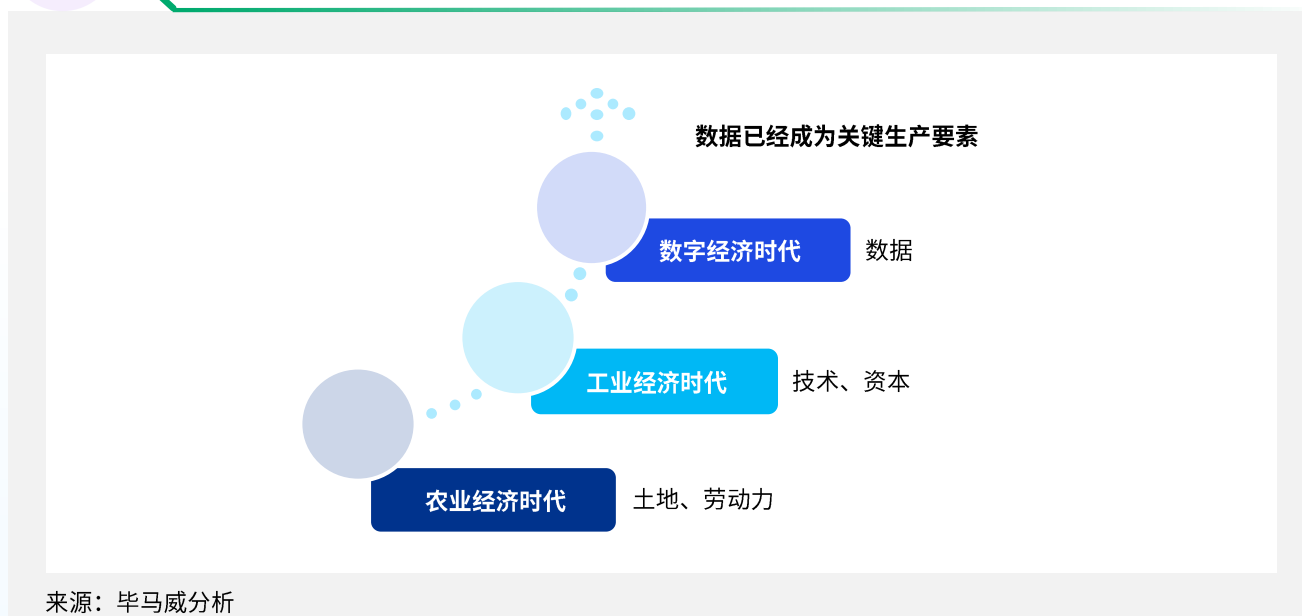 数据已经成为关键生产要素
数字经济时代 数据
工业经济时代 技术、资本
农业经济时代 土地、劳动力
来源：毕马威分析